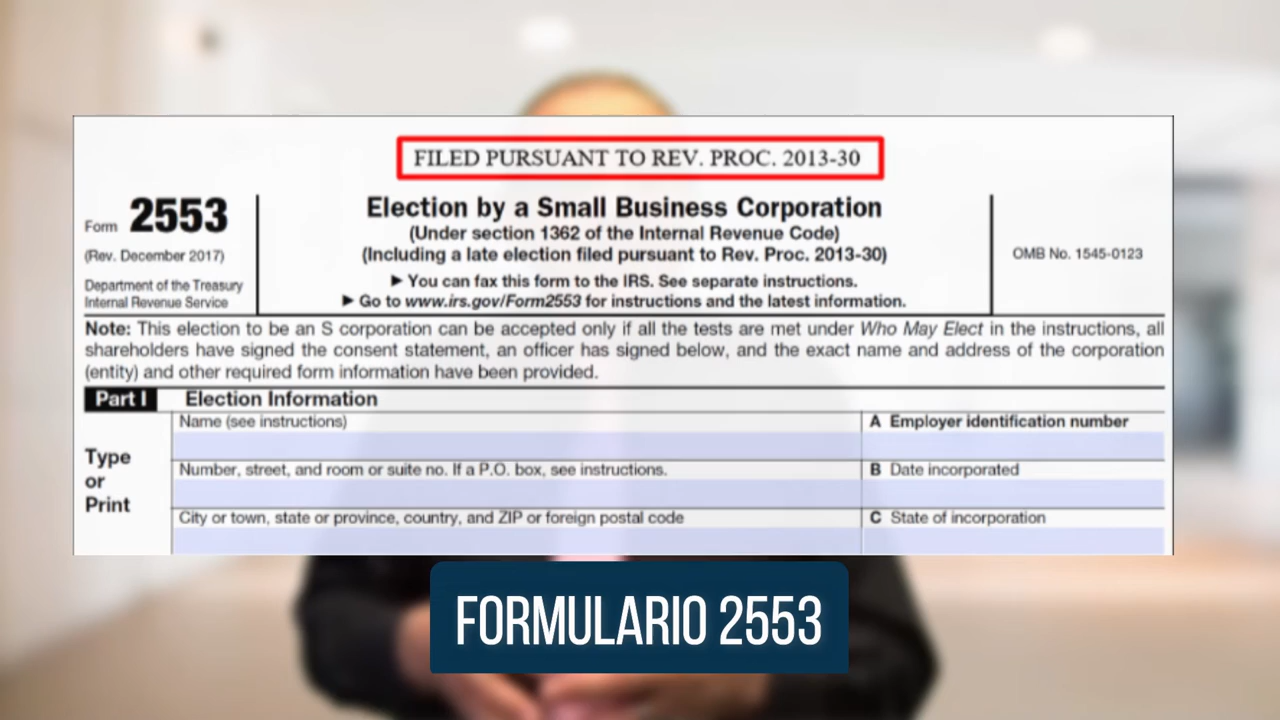 FILED PURSUANT TO REV. PROC. 2013-30
Form 2553
(Rev. December 2017)
Department of the Treasury
Internal Revenue Service
Election by a Small Business Corporation
(Under section 1362 of the Internal Revenue Code)
(Including a late election filed pursuant to Rev. Proc. 2013-30)
► You can fax this form to the IRS. See separate instructions.
► Go to www.irs.gov/Form2553 for instructions and the latest information.
OMB No. 1545-0123
Note: This election to be an S corporation can be accepted only if all the tests are met under Who May Elect in the instructions, all
shareholders have signed the consent statement, an officer has signed below, and the exact name and address of the corporation
(entity) and other required form information have been provided.
Part I Election Information
Type
or
Print
Name (see instructions)
A Employer identification number
Number, street, and room or suite no. If a P.O. box, see instructions.
B Date incorporated
City or town, state or province, country, and ZIP or foreign postal code
C State of incorporation
FORMULARIO 2553